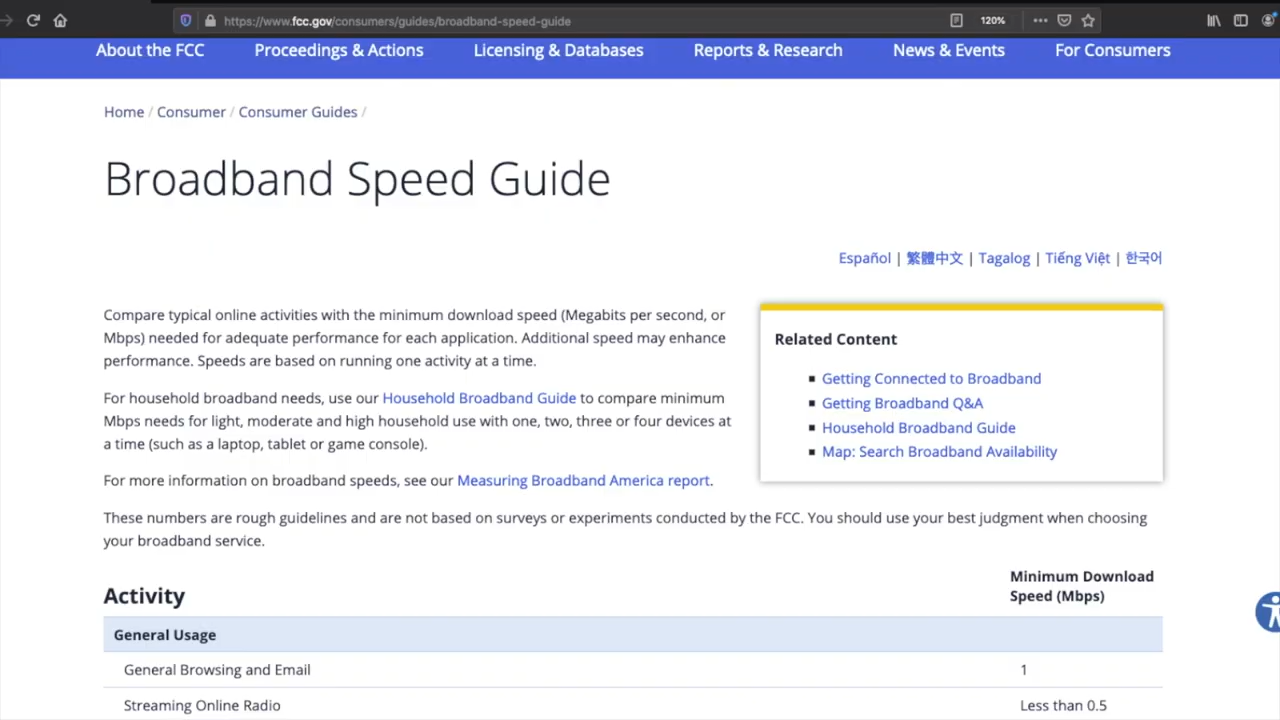 https://www.fcc.gov/consumers/guides/broadband-speed-guide
120%
About the FCC Proceedings & Actions Licensing & Databases Reports & Research News & Events For Consumers
Home / Consumer / Consumer Guides /
Broadband Speed Guide
Español | 繁體中文 | Tagalog | Tiếng Việt | 한국어
Compare typical online activities with the minimum download speed (Megabits per second, or
Mbps) needed for adequate performance for each application. Additional speed may enhance
performance. Speeds are based on running one activity at a time.
For household broadband needs, use our Household Broadband Guide to compare minimum
Mbps needs for light, moderate and high household use with one, two, three or four devices at
a time (such as a laptop, tablet or game console).
For more information on broadband speeds, see our Measuring Broadband America report.
Related Content
Getting Connected to Broadband
Getting Broadband Q&A
Household Broadband Guide
Map: Search Broadband Availability
These numbers are rough guidelines and are not based on surveys or experiments conducted by the FCC. You should use your best judgment when choosing
your broadband service.
Activity
Minimum Download
Speed (Mbps)
General Usage
General Browsing and Email 1
Streaming Online Radio Less than 0.5